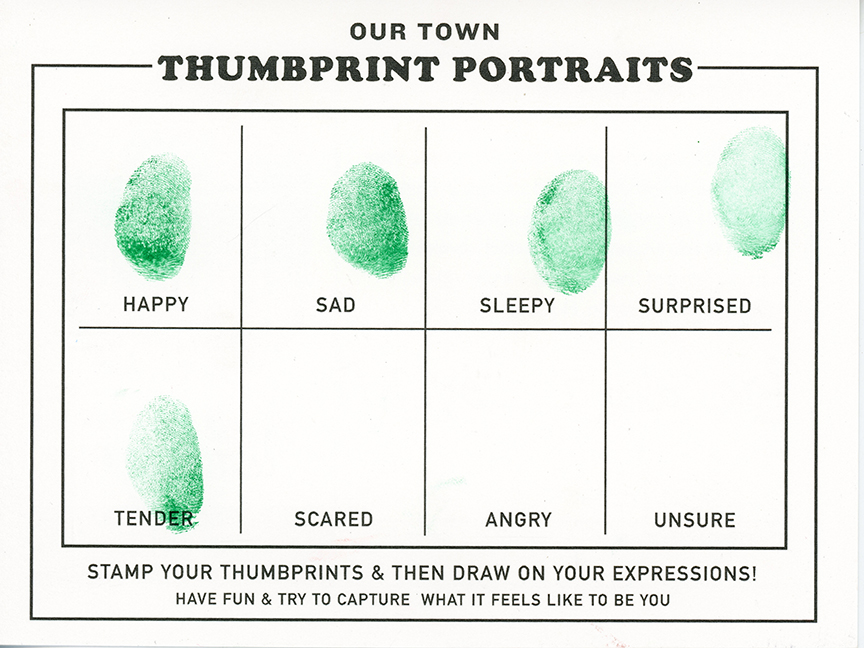 OUR TOWN
THUMBPRINT PORTRAITS
HAPPY SAD SLEEPY SURPRISED
TENDER SCARED ANGRY UNSURE
STAMP YOUR THUMBPRINTS & THEN DRAW ON YOUR EXPRESSIONS!
HAVE FUN & TRY TO CAPTURE WHAT IT FEELS LIKE TO BE YOU